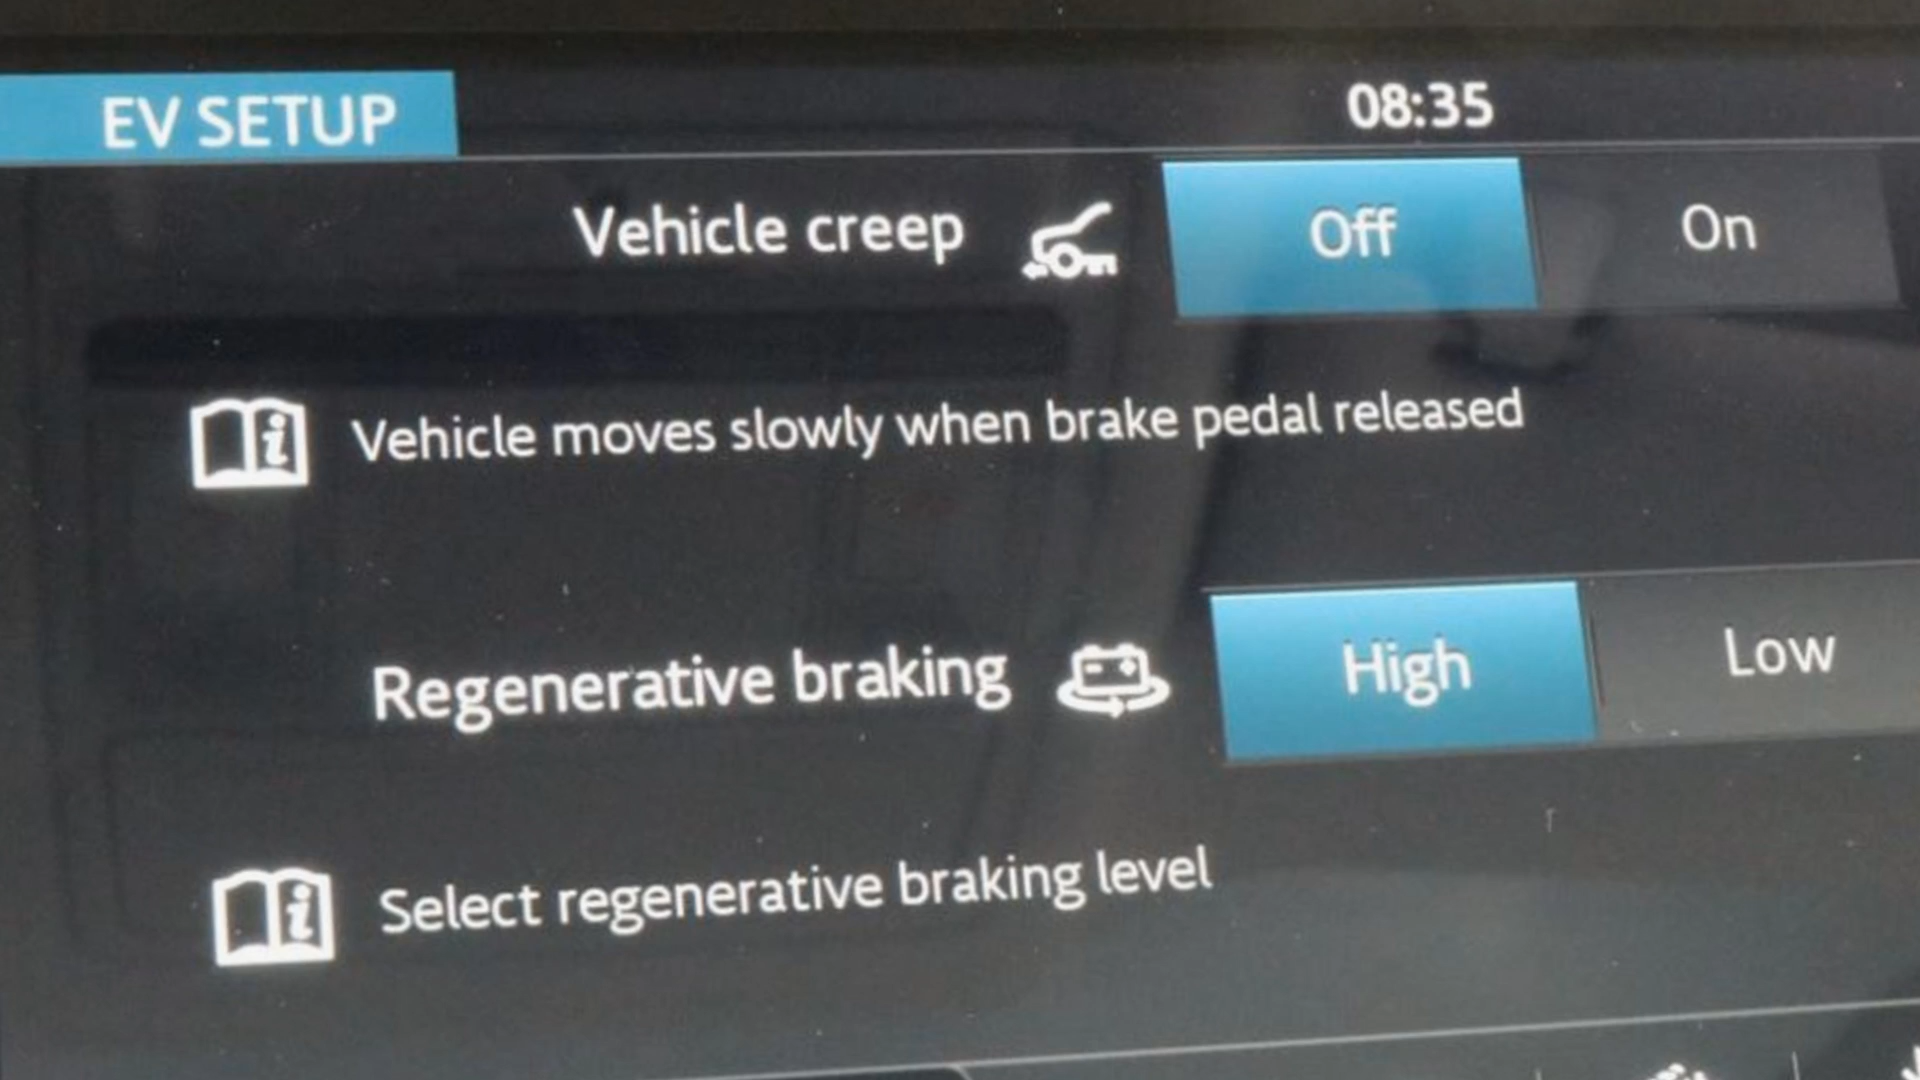 EV SETUP
08:35
Vehicle creep
Off
On
Vehicle moves slowly when brake pedal released
Regenerative braking
High
Low
Select regenerative braking level